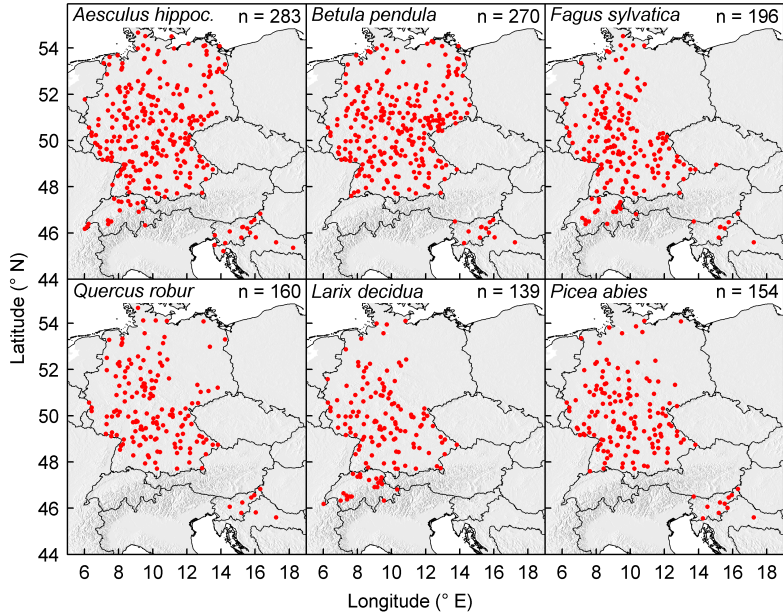 Aesculus hippoc. n = 283
Betula pendula n = 270
Fagus sylvatica n = 196
54
52
50
48
46
44
Quercus robur n = 160
Larix decidua n = 139
Picea abies n = 154
54
52
50
48
46
44
Latitude (° N)
6 8 10 12 14 16 18
6 8 10 12 14 16 18
6 8 10 12 14 16 18
Longitude (° E)